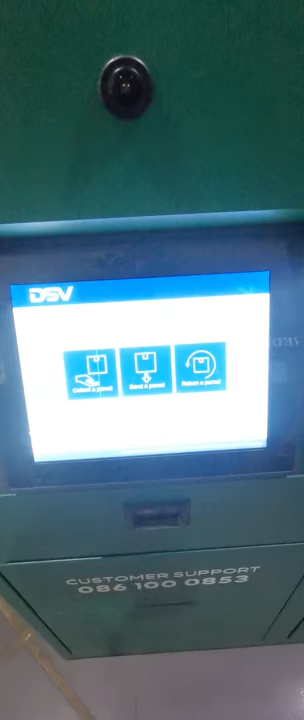 DSV
Collect a parcel
Send a parcel
Return a parcel
CUSTOMER SUPPORT
086 100 0853